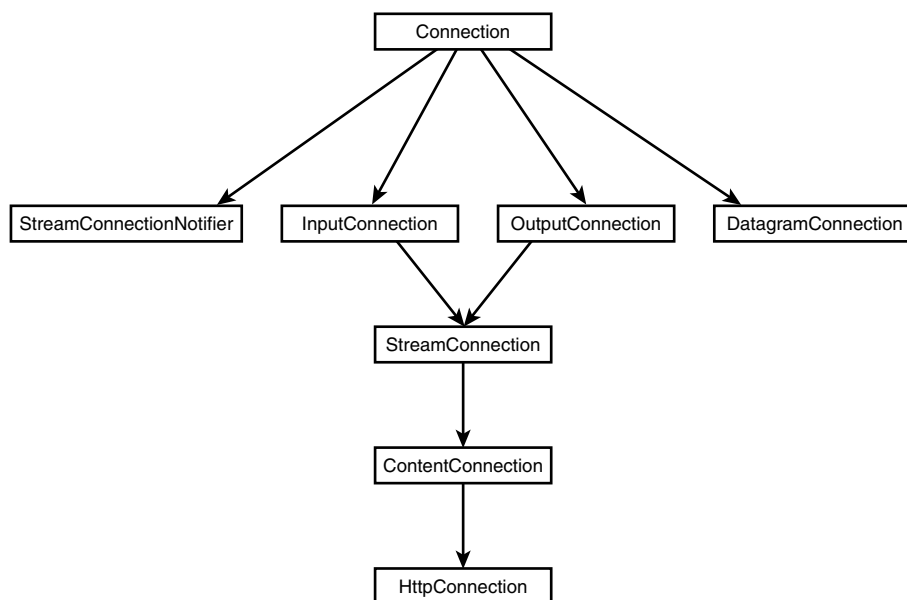 Connection
StreamConnectionNotifier
InputConnection
OutputConnection
DatagramConnection
StreamConnection
ContentConnection
HttpConnection